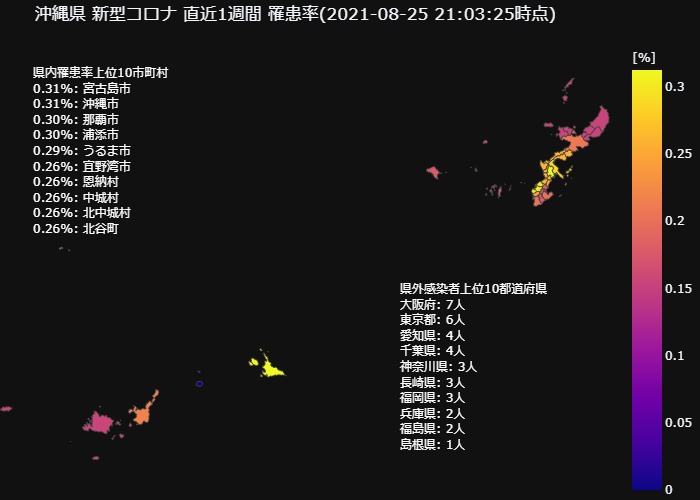 沖縄県 新型コロナ 直近1週間 罹患率(2021-08-25 21:03:25時点)
[%]
県内罹患率上位10市町村
0.31%: 宮古島市
0.31%: 沖縄市
0.30%: 那覇市
0.30%: 浦添市
0.29%: うるま市
0.26%: 宜野湾市
0.26%: 恩納村
0.26%: 中城村
0.26%: 北中城村
0.26%: 北谷町
県外感染者上位10都道府県
大阪府: 7人
東京都: 6人
愛知県: 4人
千葉県: 4人
神奈川県: 3人
長崎県: 3人
福岡県: 3人
兵庫県: 2人
福島県: 2人
島根県: 1人
0.3
0.25
0.2
0.15
0.1
0.05
0